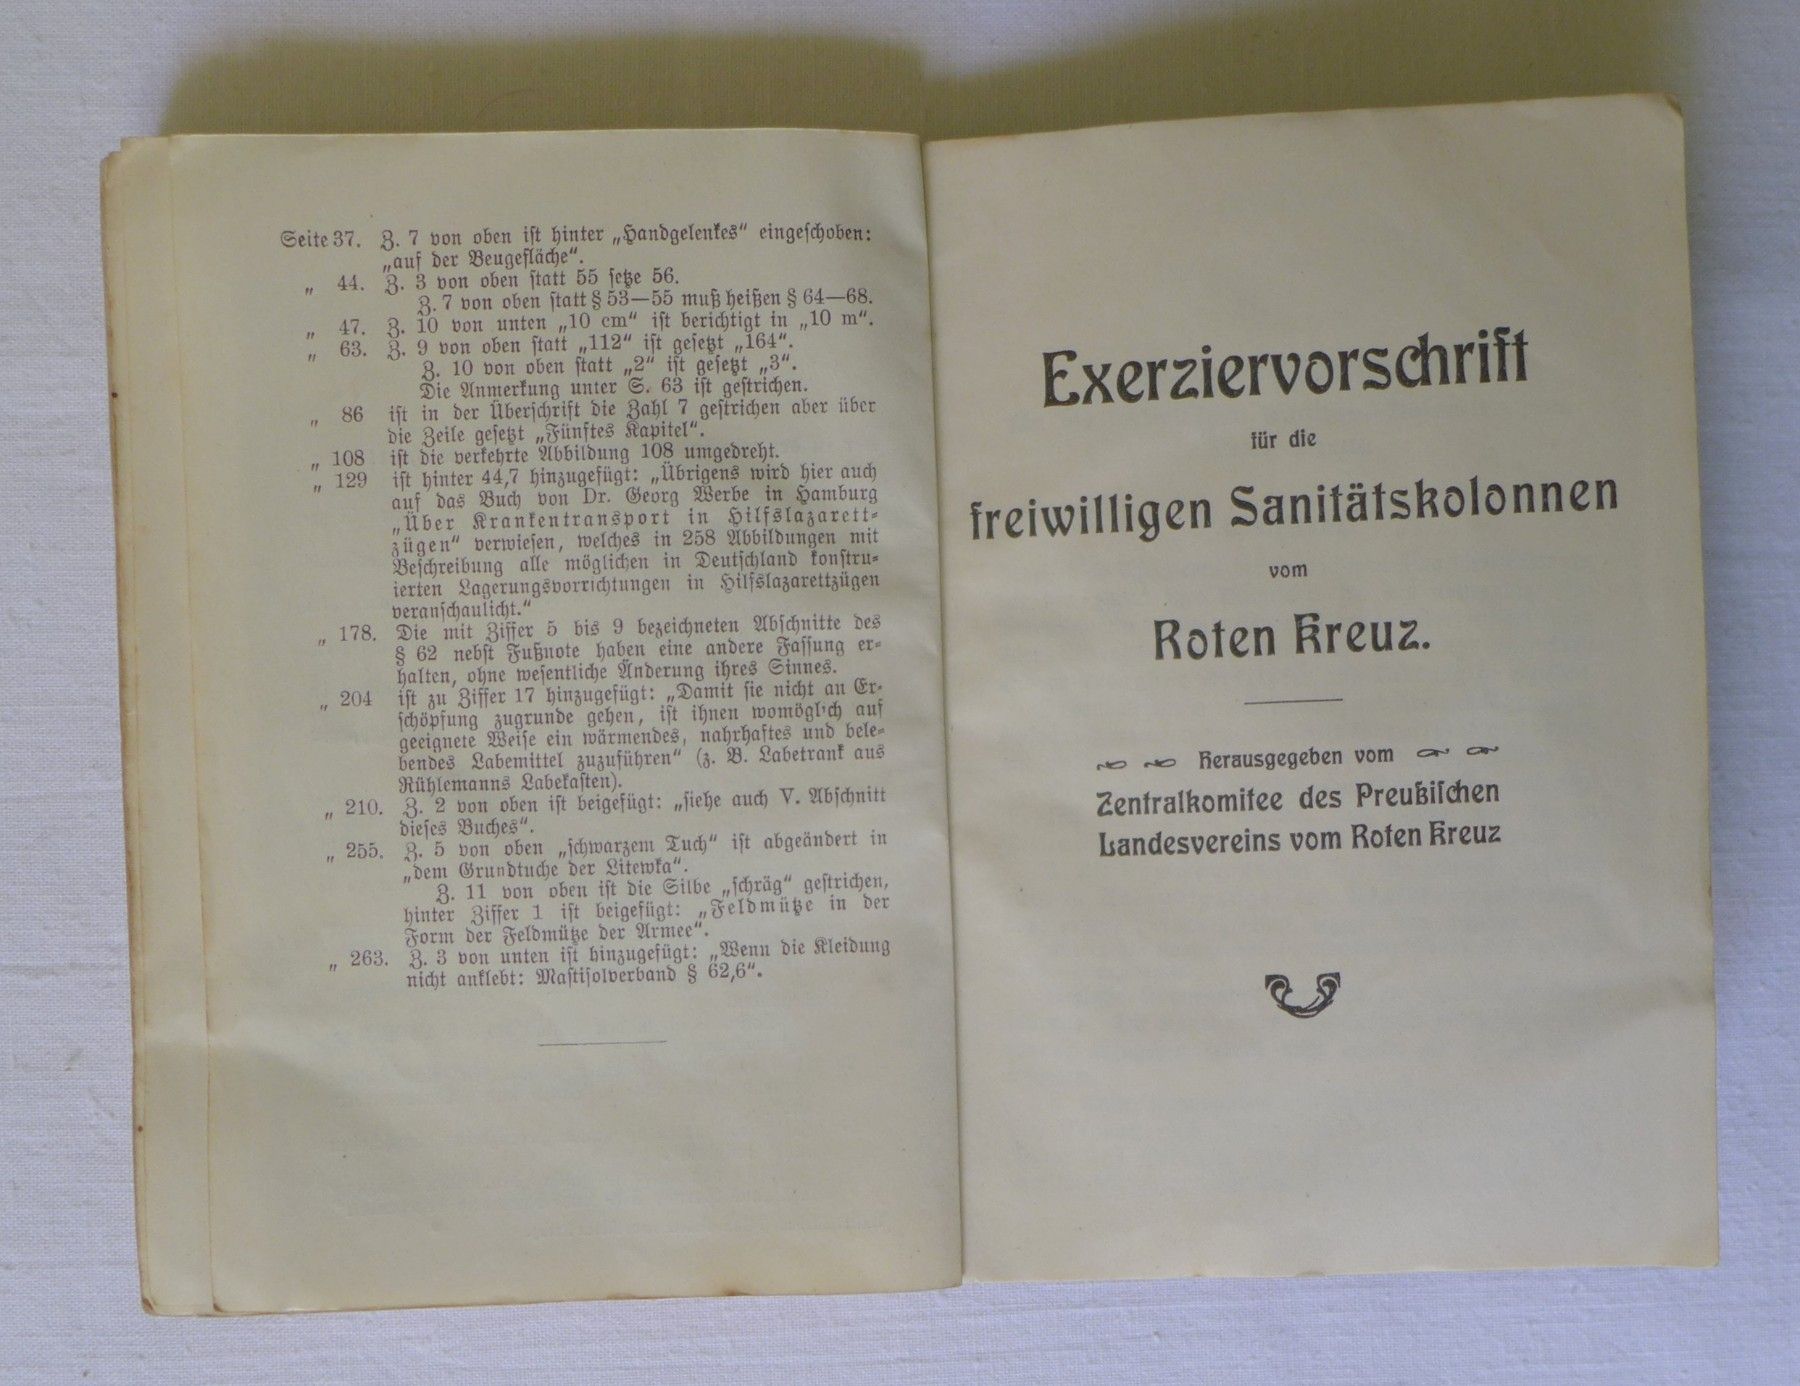 Seite 37. Z. 7 von oben ist hinter „Handgelenkes“ eingeschoben:
„auf der Beugefläche“.
„ 44. Z. 3 von oben statt 55 setze 56.
Z. 7 von oben statt § 53—55 muß heißen § 64—68.
„ 47. Z. 10 von unten „10 cm“ ist berichtigt in „10 m“.
„ 63. Z. 9 von oben statt „112“ ist gesetzt „164“.
Z. 10 von oben statt „2“ ist gesetzt „3“.
Die Anmerkung unter S. 63 ist gestrichen.
„ 86 ist in der Überschrift die Zahl 7 gestrichen aber über
die Zeile gesetzt „Fünftes Kapitel“.
„ 108 ist die verkehrte Abbildung 108 umgedreht.
„ 129 ist hinter 44,7 hinzugefügt: „Übrigens wird hier auch
auf das Buch von Dr. Georg Werbe in Hamburg
„Über Krankentransport in Hilfslazarett-
zügen“ verwiesen, welches in 258 Abbildungen mit
Beschreibung alle möglichen in Deutschland konstru-
ierten Lagerungsvorrichtungen in Hilfslazarettzügen
veranschaulicht.“
„ 178. Die mit Ziffer 5 bis 9 bezeichneten Abschnitte des
§ 62 nebst Fußnote haben eine andere Fassung er-
halten, ohne wesentliche Änderung ihres Sinnes.
„ 204 ist zu Ziffer 17 hinzugefügt: „Damit sie nicht an Er-
schöpfung zugrunde gehen, ist ihnen womöglich auf
geeignete Weise ein wärmendes, nahrhaftes und bele-
bendes Labemittel zuzuführen“ (z. B. Labetrank aus
Rühlemanns Labekasten).
„ 210. Z. 2 von oben ist beigefügt: „siehe auch V. Abschnitt
dieses Buches“.
„ 255. Z. 5 von oben „schwarzem Tuch“ ist abgeändert in
„dem Grundtuche der Litewka“.
Z. 11 von oben ist die Silbe „schräg“ gestrichen,
hinter Ziffer 1 ist beigefügt: „Feldmütze in der
Form der Feldmütze der Armee“.
„ 263. Z. 3 von unten ist hinzugefügt: „Wenn die Kleidung
nicht anklebt: Mastisolverband § 62,6“.
Exerziervorschrift
für die
freiwilligen Sanitätskolonnen
vom
Roten Kreuz.
Herausgegeben vom
Zentralkomitee des Preußischen
Landesvereins vom Roten Kreuz